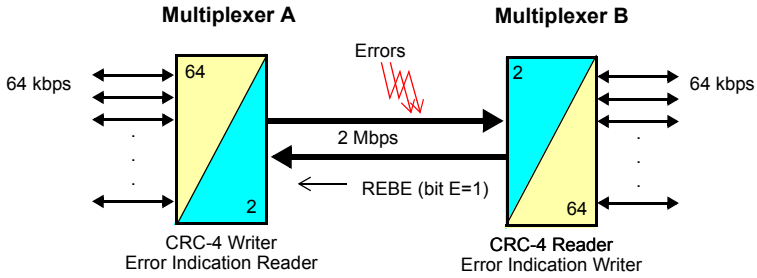 Multiplexer A
Multiplexer B
Errors
64
2
64 kbps
64 kbps
2 Mbps
REBE (bit E=1)
2
64
CRC-4 Writer
Error Indication Reader
CRC-4 Reader
Error Indication Writer